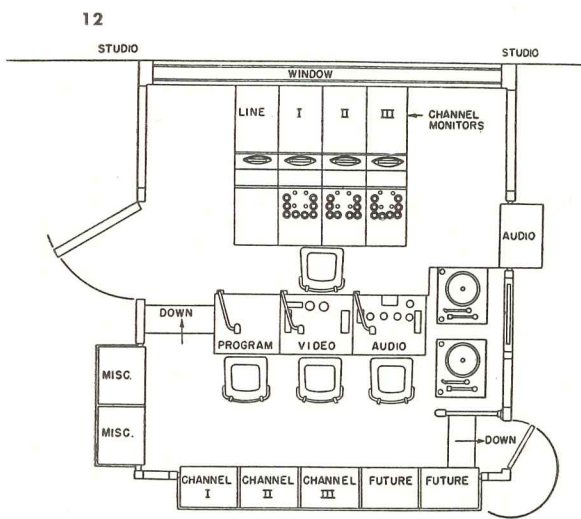 12
STUDIO
STUDIO
WINDOW
LINE
I
II
III
CHANNEL
MONITORS
AUDIO
DOWN
PROGRAM
VIDEO
AUDIO
MISC.
MISC.
DOWN
CHANNEL
I
CHANNEL
II
CHANNEL
III
FUTURE
FUTURE